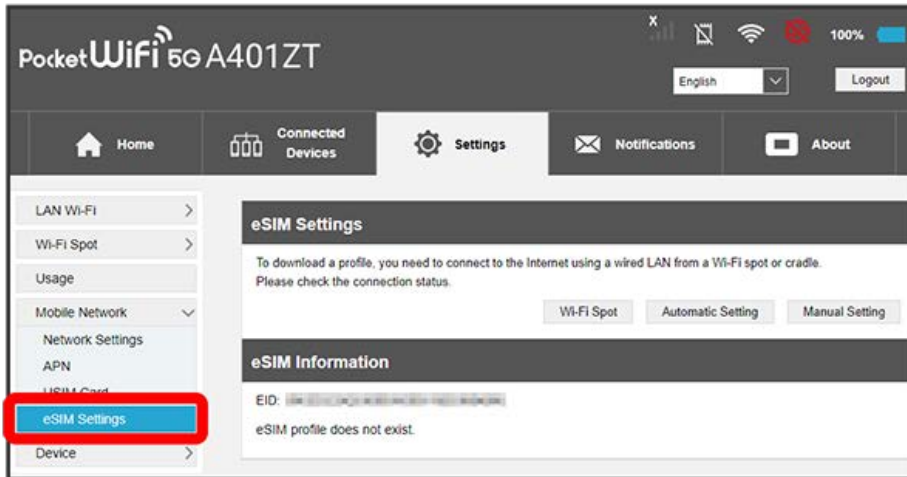 x
100%
Pocket WiFi 5G A401ZT
English
Logout
Home
Connected
Devices
Settings
Notifications
About
LAN Wi-Fi
Wi-Fi Spot
Usage
Mobile Network
Network Settings
APN
USIM Card
eSIM Settings
Device
eSIM Settings
To download a profile, you need to connect to the Internet using a wired LAN from a Wi-Fi spot or cradle.
Please check the connection status.
Wi-Fi Spot
Automatic Setting
Manual Setting
eSIM Information
EID:
eSIM profile does not exist.